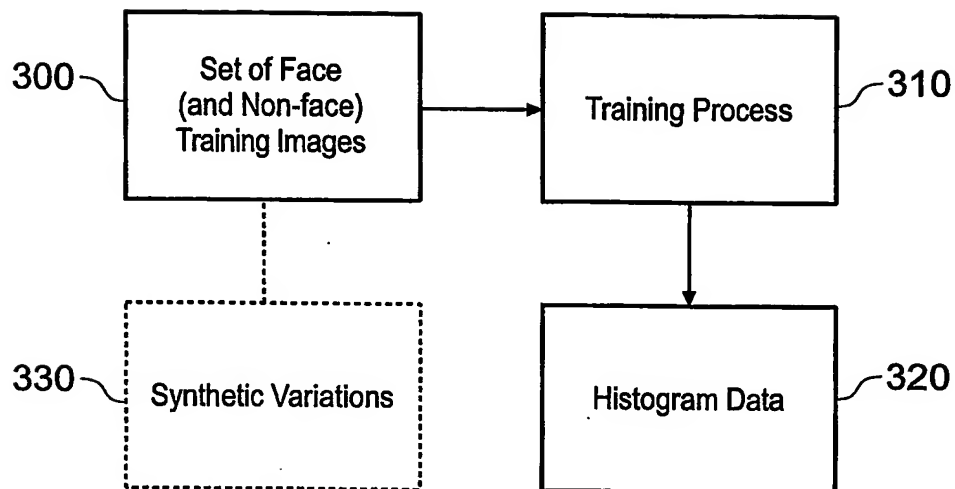 300
Set of Face
(and Non-face)
Training Images
Training Process
310
330
Synthetic Variations
Histogram Data
320